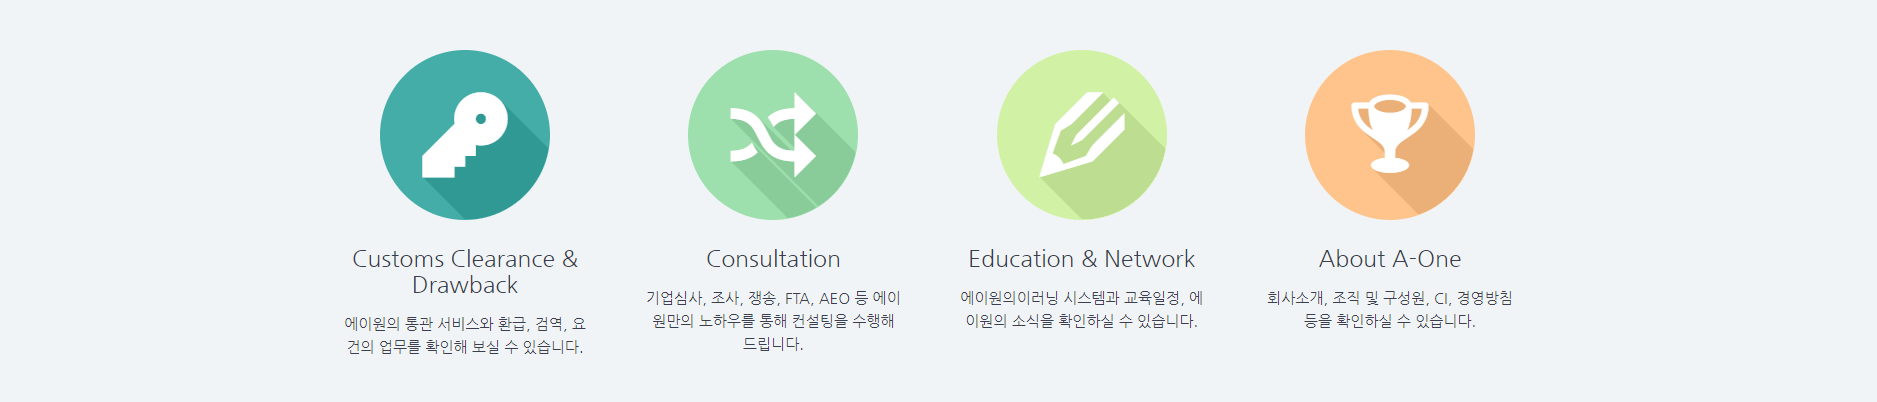 Customs Clearance &
Drawback
에이원의 통관 서비스와 환급, 검역, 요
건의 업무를 확인해 보실 수 있습니다.
Consultation
기업심사, 조사, 쟁송, FTA, AEO 등 에이
원만의 노하우를 통해 컨설팅을 수행해
드립니다.
Education & Network
에이원의이러닝 시스템과 교육일정, 에
이원의 소식을 확인하실 수 있습니다.
About A-One
회사소개, 조직 및 구성원, CI, 경영방침
등을 확인하실 수 있습니다.